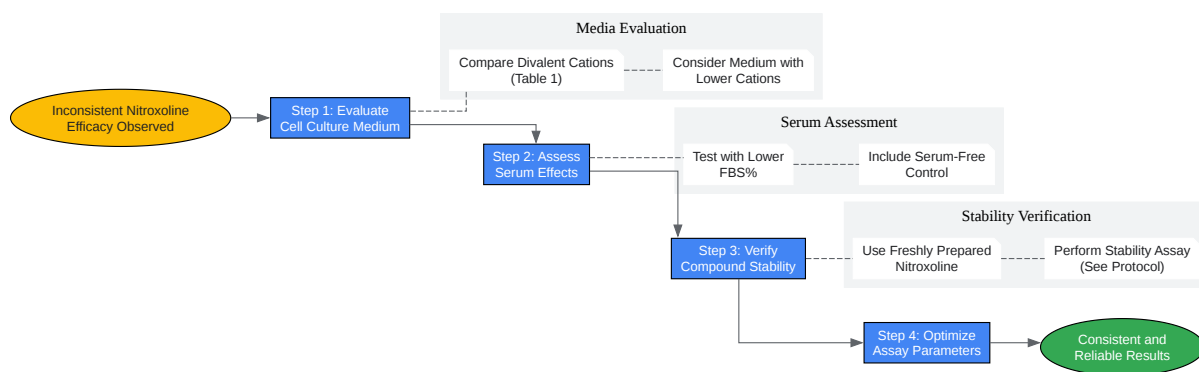 Media Evaluation
Compare Divalent Cations
(Table 1)
Consider Medium with
Lower Cations
Inconsistent Nitroxoline
Efficacy Observed
Step 1: Evaluate
Cell Culture Medium
Serum Assessment
Step 2: Assess
Serum Effects
Test with Lower
FBS%
Include Serum-Free
Control
Stability Verification
Step 3: Verify
Compound Stability
Use Freshly Prepared
Nitroxoline
Perform Stability Assay
(See Protocol)
Step 4: Optimize
Assay Parameters
Consistent and
Reliable Results